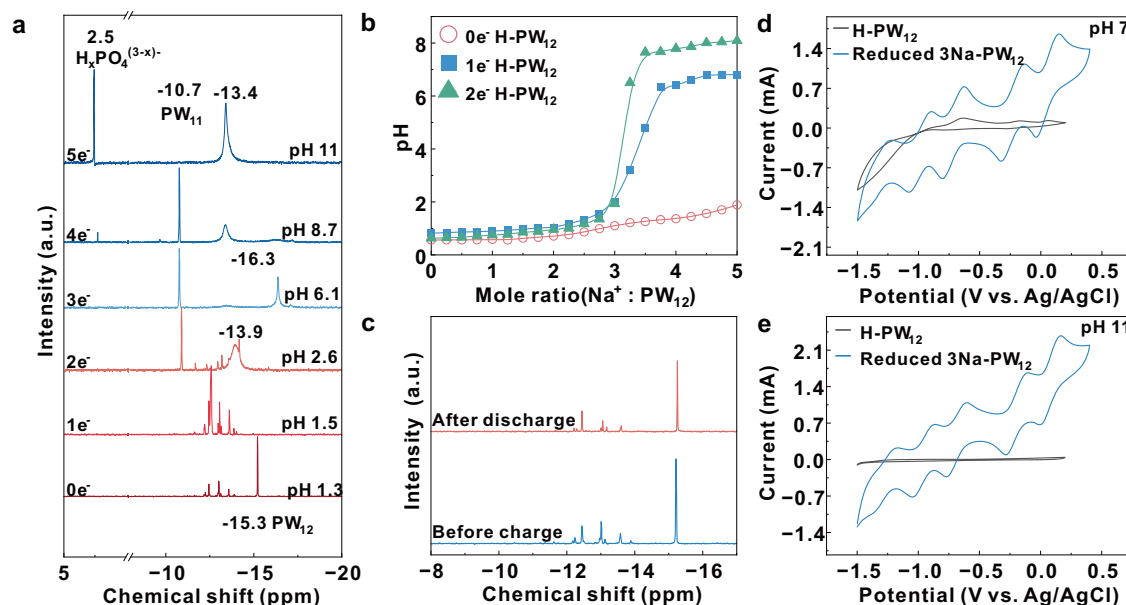 a
2.5
HₓPO₄⁽³⁻ˣ⁾⁻
-10.7
PW₁₁
-13.4
5e⁻
pH 11
4e⁻
pH 8.7
-16.3
3e⁻
pH 6.1
-13.9
2e⁻
pH 2.6
1e⁻
pH 1.5
0e⁻
pH 1.3
-15.3 PW₁₂
Intensity (a.u.)
5 −10 −15 −20
Chemical shift (ppm)
b
0e⁻ H-PW₁₂
1e⁻ H-PW₁₂
2e⁻ H-PW₁₂
pH
8
6
4
2
0
0 1 2 3 4 5
Mole ratio(Na⁺ : PW₁₂)
c
After discharge
Before charge
Intensity (a.u.)
-8 -10 -12 -14 -16
Chemical shift (ppm)
d
pH 7
H-PW₁₂
Reduced 3Na-PW₁₂
Current (mA)
1.4
0.7
0.0
−0.7
−1.4
−2.1
−1.5 −1.0 −0.5 0.0
Potential (V vs. Ag/AgCl)
e
pH 11
H-PW₁₂
Reduced 3Na-PW₁₂
Current (mA)
2.1
1.4
0.7
0.0
−0.7
−1.4
−1.5 −1.0 −0.5 0.0
Potential (V vs. Ag/AgCl)